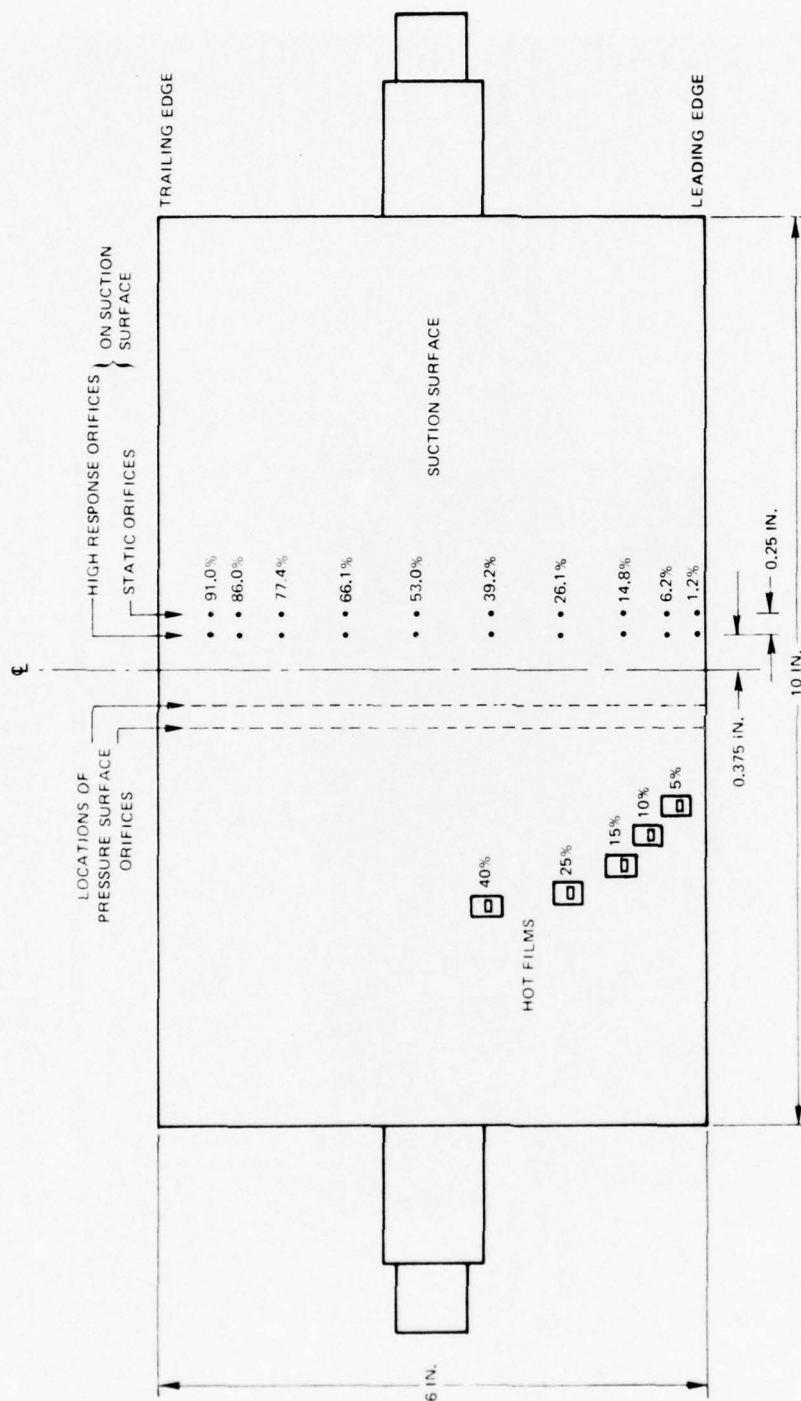 ℄
HIGH RESPONSE ORIFICES
STATIC ORIFICES
ON SUCTION
SURFACE
TRAILING EDGE
LOCATIONS OF
PRESSURE SURFACE
ORIFICES
91.0%
86.0%
77.4%
66.1%
53.0%
39.2%
26.1%
14.8%
6.2%
1.2%
SUCTION SURFACE
40%
25%
15%
10%
5%
HOT FILMS
LEADING EDGE
0.25 IN.
0.375 IN.
10 IN.
6 IN.